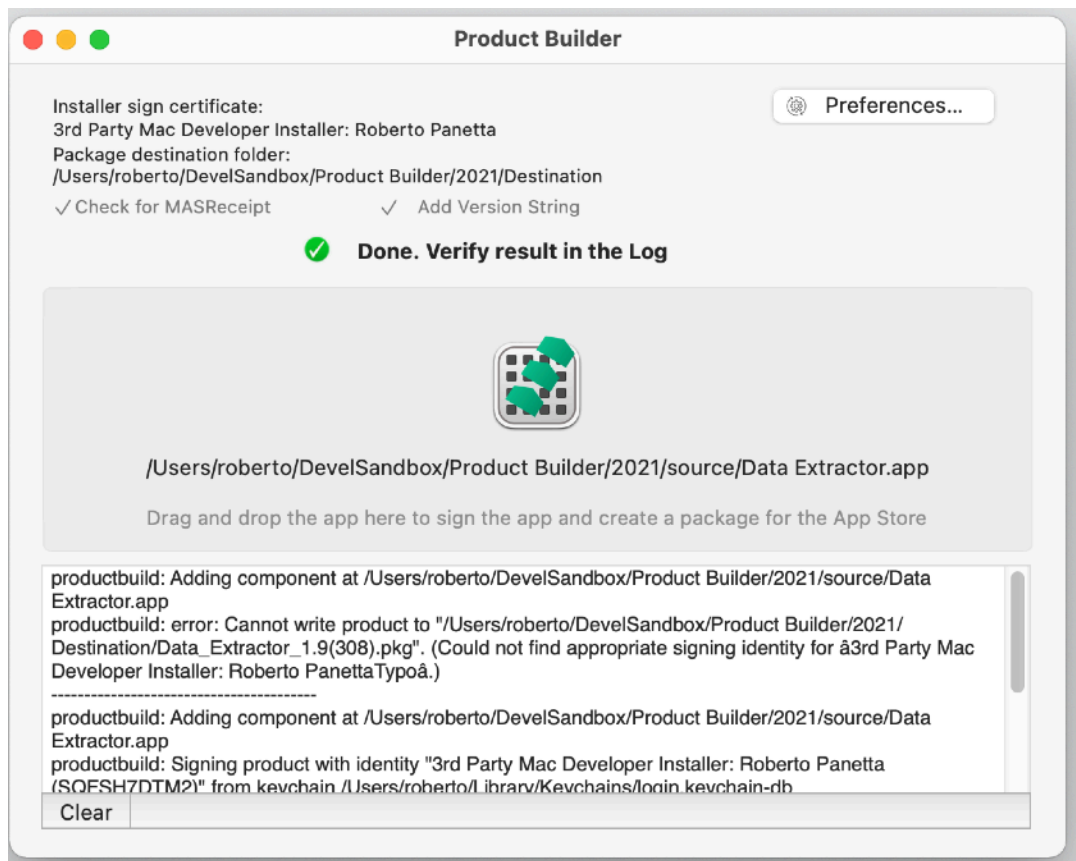 Product Builder
Installer sign certificate:
Preferences...
3rd Party Mac Developer Installer: Roberto Panetta
Package destination folder:
/Users/roberto/DevelSandbox/Product Builder/2021/Destination
Check for MASReceipt
Add Version String
Done. Verify result in the Log
/Users/roberto/DevelSandbox/Product Builder/2021/source/Data Extractor.app
Drag and drop the app here to sign the app and create a package for the App Store
productbuild: Adding component at /Users/roberto/DevelSandbox/Product Builder/2021/source/Data
Extractor.app
productbuild: error: Cannot write product to "/Users/roberto/DevelSandbox/Product Builder/2021/
Destination/Data_Extractor_1.9(308).pkg". (Could not find appropriate signing identity for â3rd Party Mac
Developer Installer: Roberto PanettaTypoâ.)
----------------------------------------
productbuild: Adding component at /Users/roberto/DevelSandbox/Product Builder/2021/source/Data
Extractor.app
productbuild: Signing product with identity "3rd Party Mac Developer Installer: Roberto Panetta
(SQESH7DTM2)" from keychain /Users/roberto/Library/Keychains/login.keychain-db
Clear